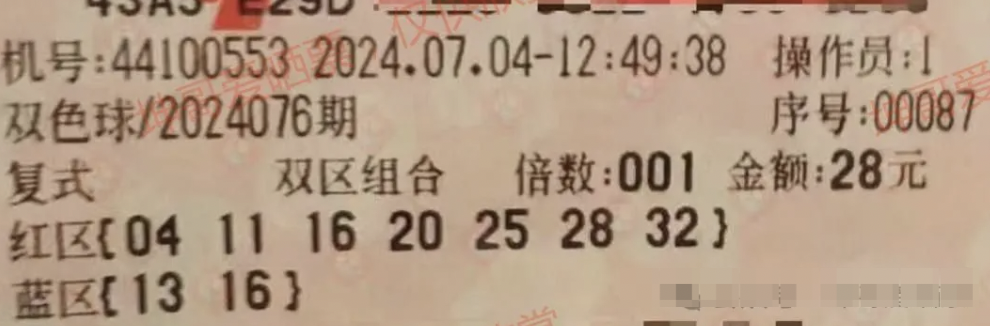 机号:44100553 2024.07.04-12:49:38 操作员:1
双色球/2024076期 序号:00087
复式 双区组合 倍数:001 金额:28元
红区{04 11 16 20 25 28 32}
蓝区{13 16}